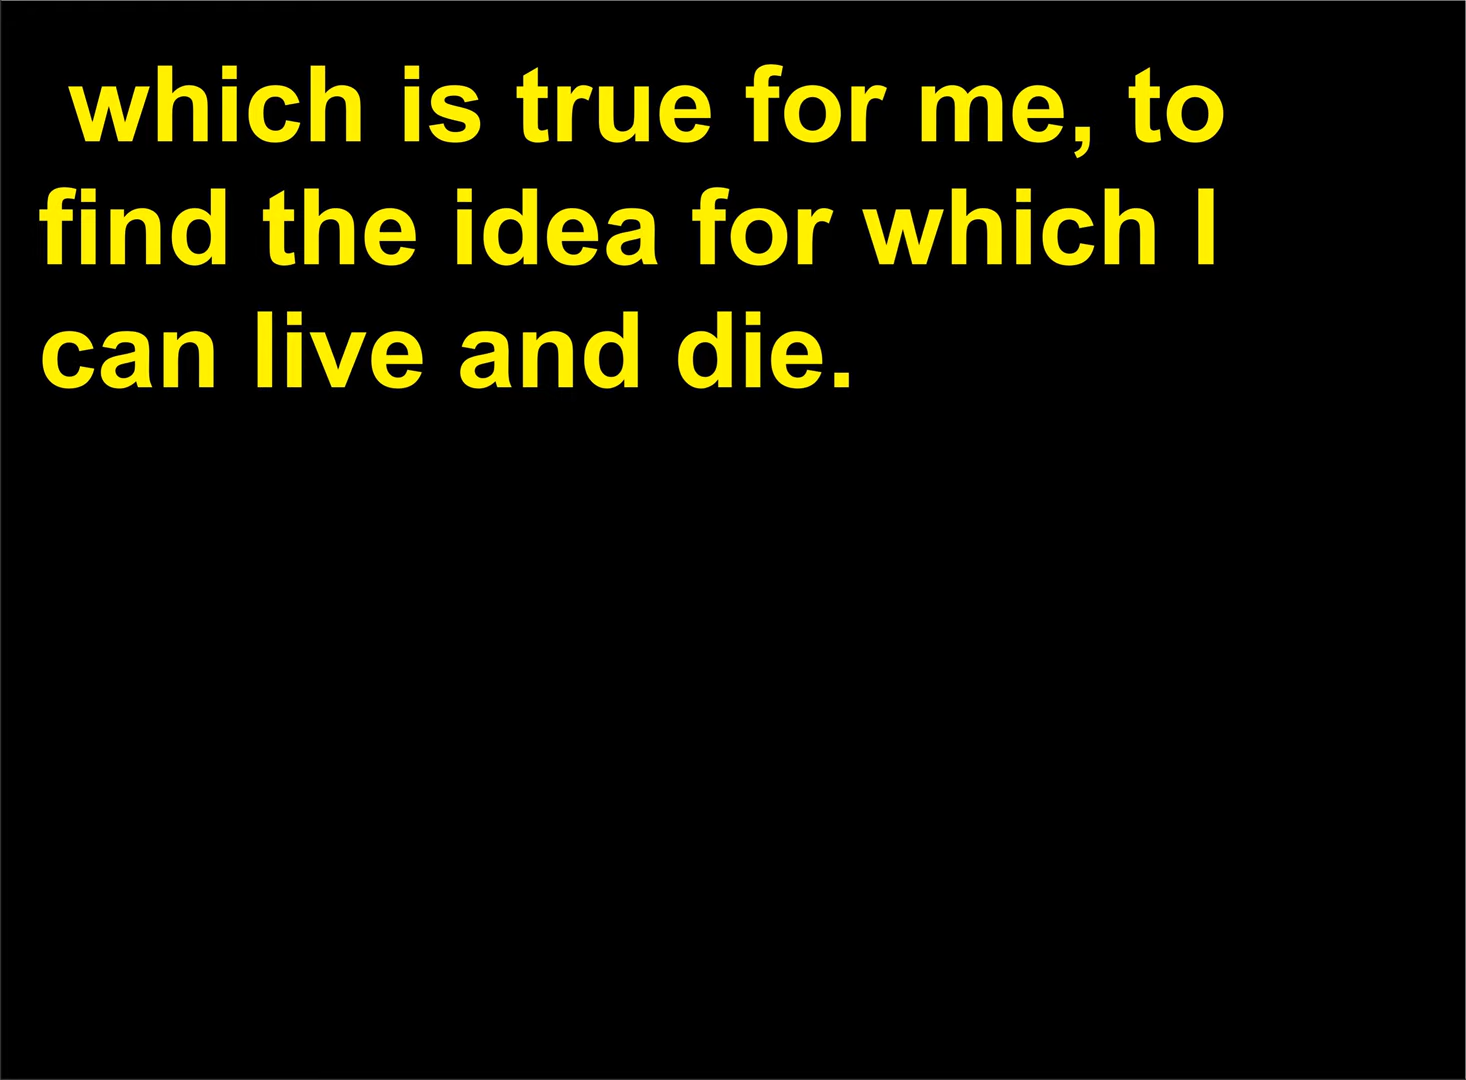 which is true for me, to
find the idea for which I
can live and die.